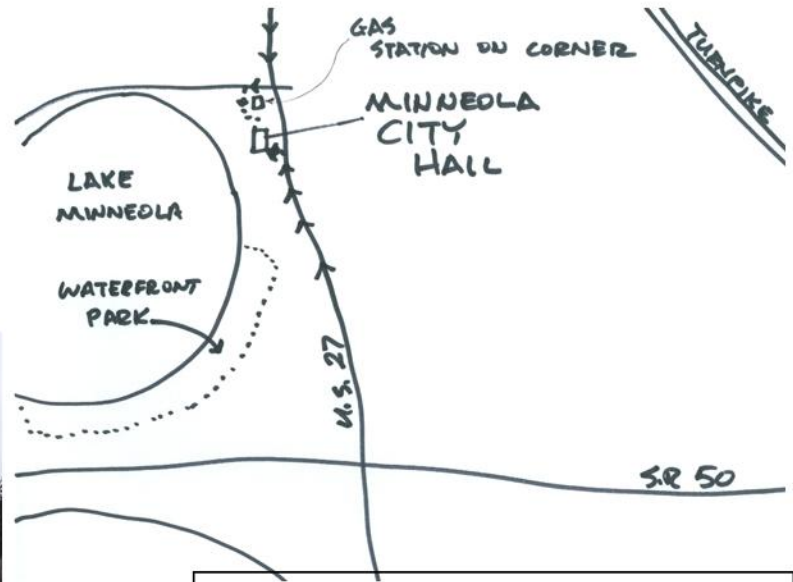 GAS
STATION ON CORNER
TURNPIKE
MINNEOLA
CITY
HALL
LAKE
MINNEOLA
WATERFRONT
PARK
U.S. 27
S.R 50